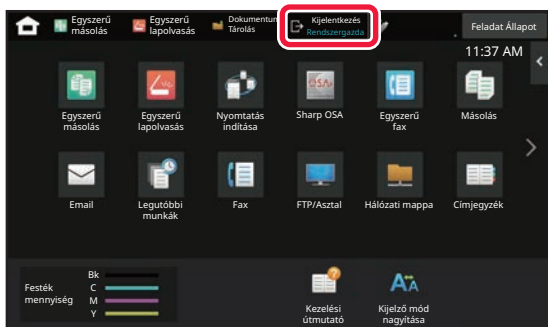 Egyszerű
másolás
Egyszerű
lapolvasás
Dokumentum
Tárolás
Kijelentkezés
Rendszergazda
Feladat Állapot
11:37 AM
Egyszerű
másolás
Egyszerű
lapolvasás
Nyomtatás
indítása
Sharp OSA
Egyszerű
fax
Másolás
Email
Legutóbbi
munkák
Fax
FTP/Asztal
Hálózati mappa
Címjegyzék
Festék
mennyiség
Bk
C
M
Y
Kezelési
útmutató
Kijelző mód
nagyítása